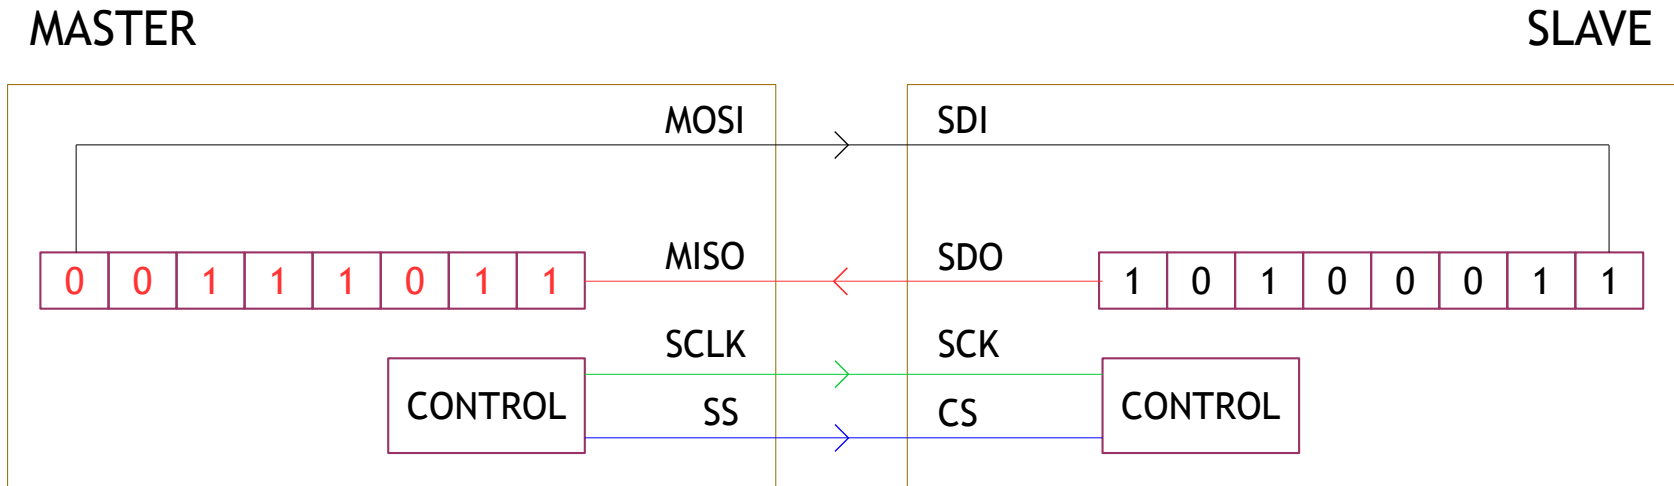 MASTER SLAVE
MOSI SDI
MISO SDO
0 0 1 1 1 0 1 1 1 0 1 0 0 0 1 1
SCLK SCK
CONTROL CONTROL
SS CS